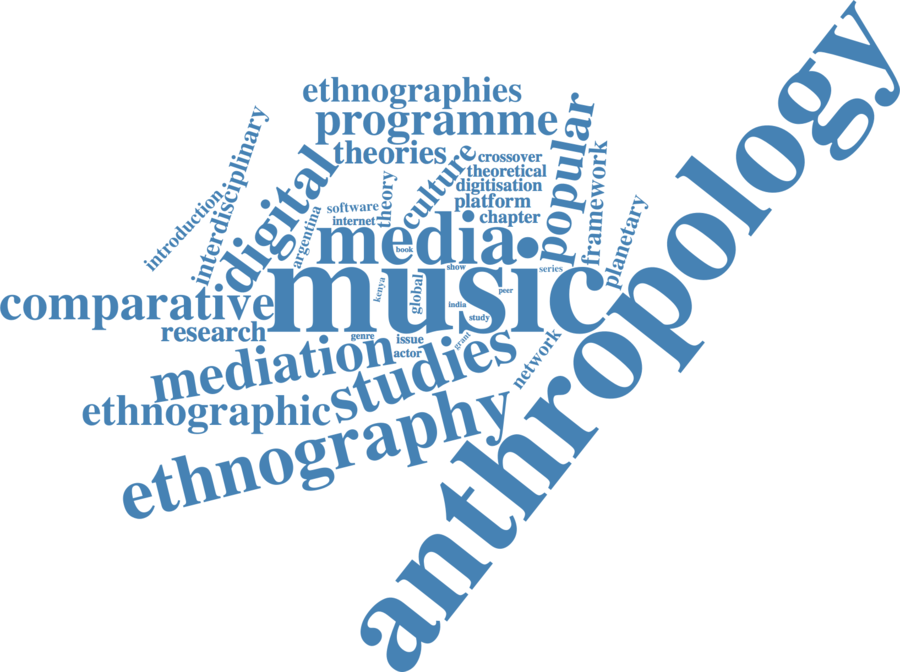 ethnographies
programme
theories
crossover
theoretical
digitisation
platform
chapter
popular
framework
planetary
interdisciplinary
introduction
digital
culture
theory
software
internet
argentina
media
book
show
series
music
kenya
global
india
peer
study
comparative
research
genre
issue
actor
grant
network
mediation
studies
ethnographic
ethnography
anthropology